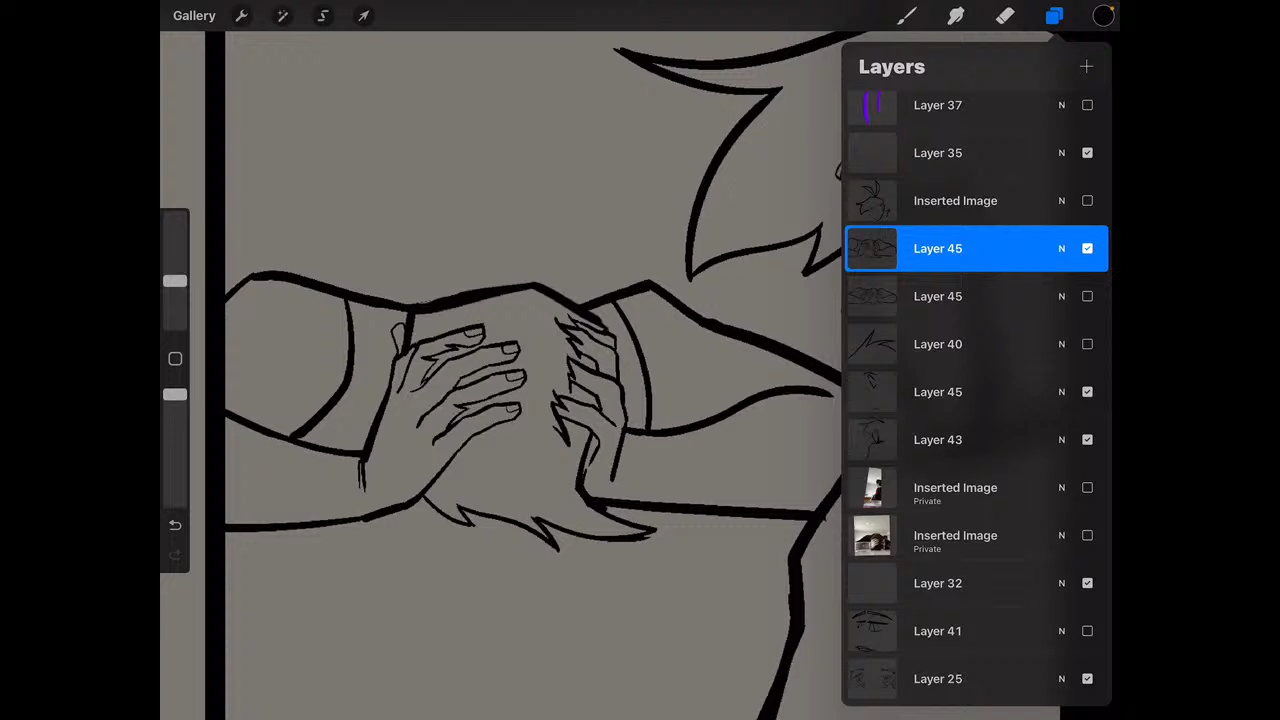 Gallery
Layers
Layer 37 N
Layer 35 N
Inserted Image N
Layer 45 N
Layer 45 N
Layer 40 N
Layer 45 N
Layer 43 N
Inserted Image N
Private
Inserted Image N
Private
Layer 32 N
Layer 41 N
Layer 25 N